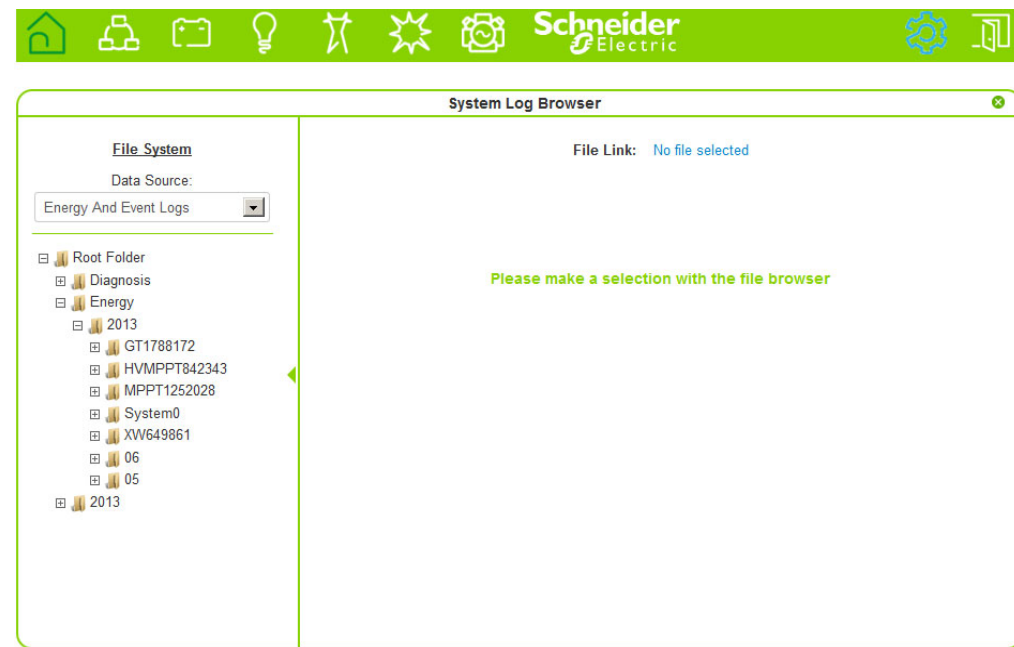 Schneider
Electric
System Log Browser
File System
Data Source:
Energy And Event Logs
Root Folder
Diagnosis
Energy
2013
GT1788172
HVMPPT842343
MPPT1252028
System0
XW649861
06
05
2013
File Link: No file selected
Please make a selection with the file browser